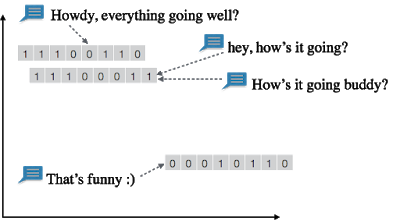 Howdy, everything going well?
hey, how's it going?
1 1 1 0 0 1 1 0
1 1 1 0 0 0 1 1
How's it going buddy?
0 0 0 1 0 1 1 0
That's funny :)